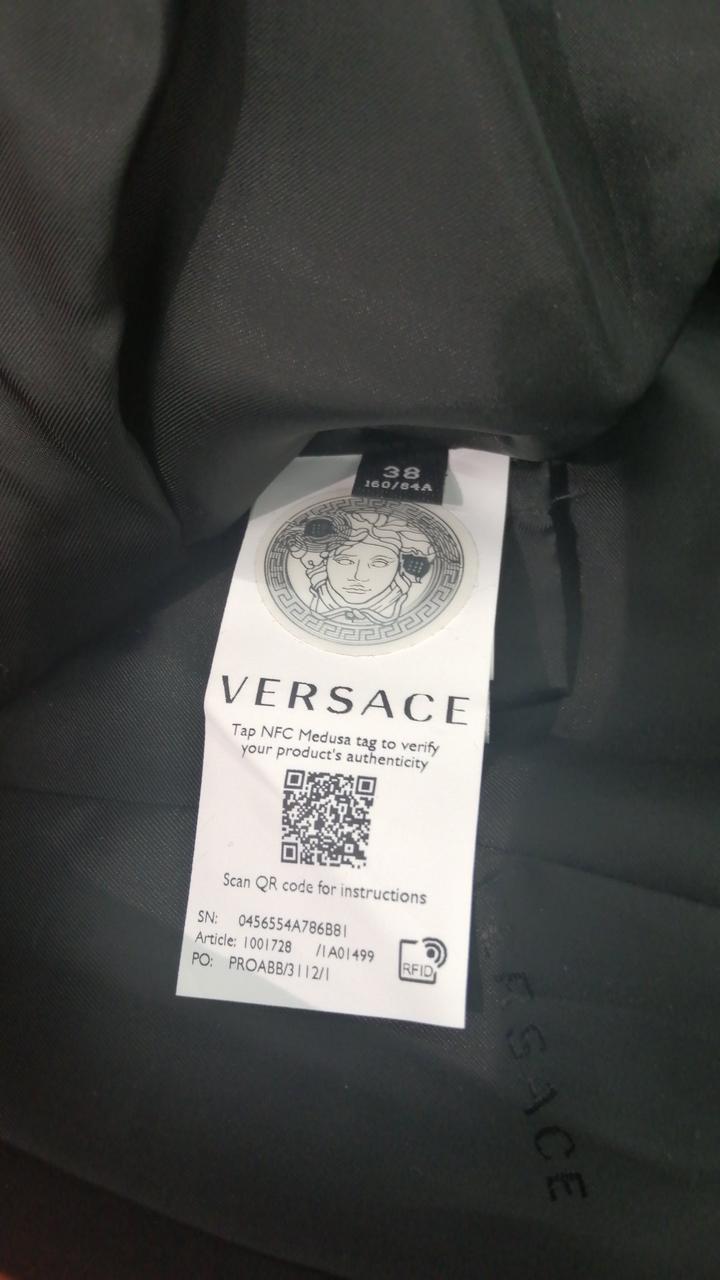 38
160/84A
VERSACE
Tap NFC Medusa tag to verify
your product's authenticity
Scan QR code for instructions
SN: 0456554A786B81
Article: 1001728 /1A01499
PO: PROABB/3112/1
RFID
ERSACE